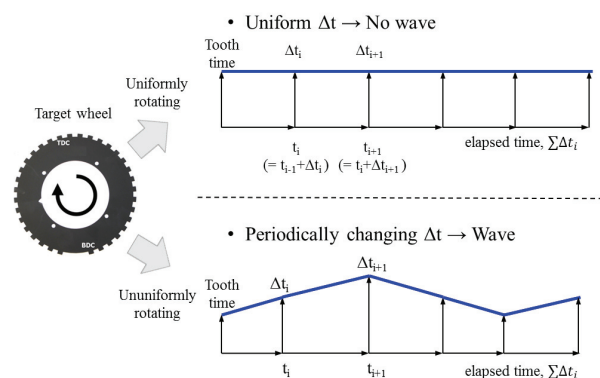 • Uniform Δt → No wave
Tooth
time
Δtᵢ
Δtᵢ₊₁
Uniformly
rotating
Target wheel
TDC
BDC
elapsed time, ∑Δtᵢ
tᵢ
tᵢ₊₁
(= tᵢ₋₁+Δtᵢ)
(= tᵢ+Δtᵢ₊₁)
• Periodically changing Δt → Wave
Δtᵢ₊₁
Tooth
time
Δtᵢ
Ununiformly
rotating
tᵢ
tᵢ₊₁
elapsed time, ∑Δtᵢ